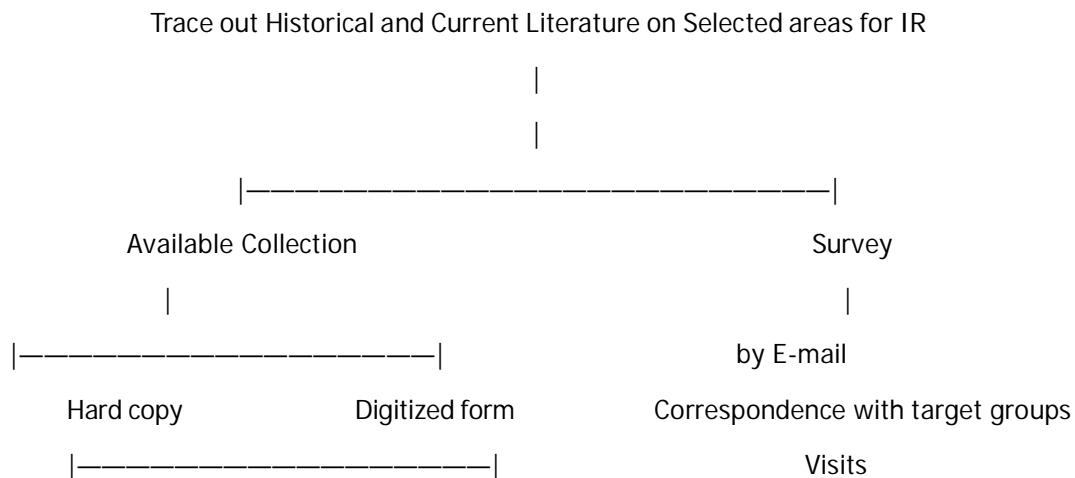 Trace out Historical and Current Literature on Selected areas for IR
|
|
|————————————————————————|
Available Collection Survey
| |
|—————————————————| by E-mail
Hard copy Digitized form Correspondence with target groups
|—————————————————| Visits